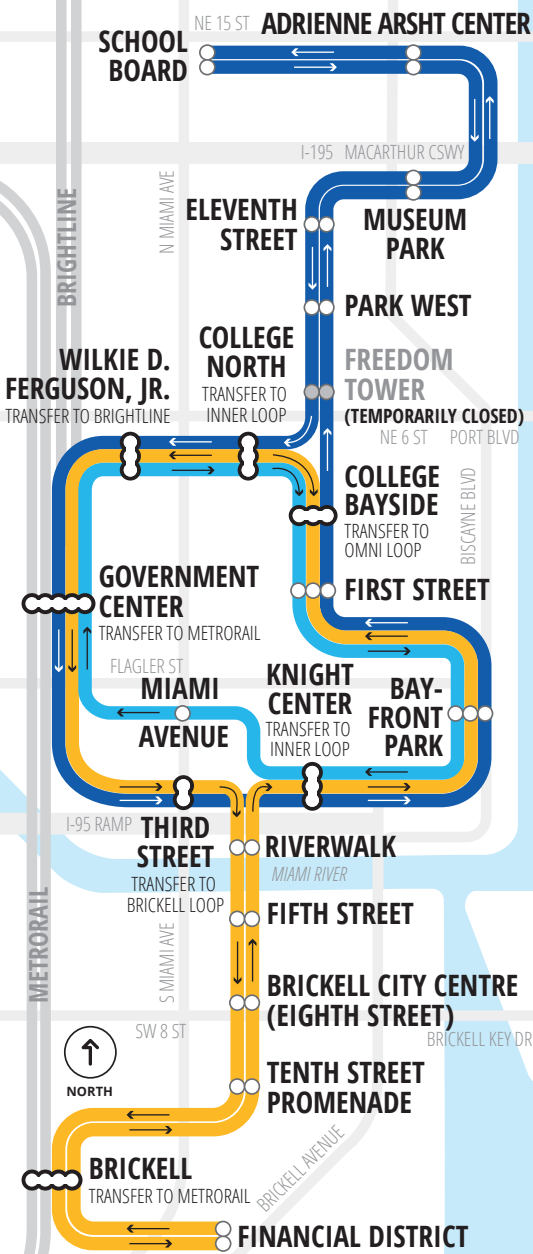 NE 15 ST
ADRIENNE ARSHT CENTER
SCHOOL
BOARD
I-195 MACARTHUR CSWY
N MIAMI AVE
BRIGHTLINE
ELEVENTH
STREET
MUSEUM
PARK
PARK WEST
COLLEGE
NORTH
TRANSFER TO
INNER LOOP
WILKIE D.
FERGUSON, JR.
TRANSFER TO BRIGHTLINE
FREEDOM
TOWER
(TEMPORARILY CLOSED)
NE 6 ST PORT BLVD
COLLEGE
BAYSIDE
TRANSFER TO
OMNI LOOP
BISCAYNE BLVD
GOVERNMENT
CENTER
TRANSFER TO METRORAIL
FIRST STREET
FLAGLER ST
MIAMI
AVENUE
KNIGHT
CENTER
TRANSFER TO
INNER LOOP
BAY-
FRONT
PARK
I-95 RAMP
THIRD
STREET
TRANSFER TO
BRICKELL LOOP
RIVERWALK
MIAMI RIVER
METRORAIL
S MIAMI AVE
FIFTH STREET
BRICKELL CITY CENTRE
(EIGHTH STREET)
SW 8 ST
BRICKELL KEY DR
NORTH
TENTH STREET
PROMENADE
BRICKELL
TRANSFER TO METRORAIL
BRICKELL AVENUE
FINANCIAL DISTRICT